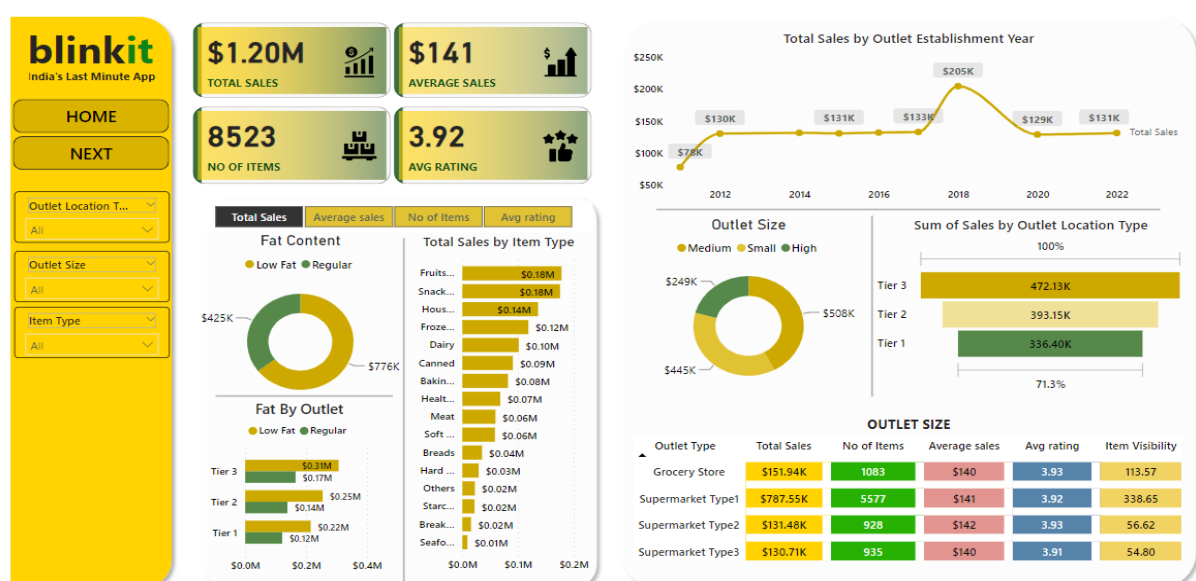 blinkit
India's Last Minute App
HOME
NEXT
Outlet Location T...
All
Outlet Size
All
Item Type
All
$1.20M
TOTAL SALES
$141
AVERAGE SALES
8523
NO OF ITEMS
3.92
AVG RATING
Total Sales Average sales No of Items Avg rating
Fat Content
Low Fat Regular
$425K
$776K
Fat By Outlet
Low Fat Regular
Tier 3 $0.31M
$0.17M
Tier 2 $0.25M
$0.14M
Tier 1 $0.22M
$0.12M
$0.0M $0.2M $0.4M
Total Sales by Item Type
Fruits... $0.18M
Snack... $0.18M
Hous... $0.14M
Froze... $0.12M
Dairy $0.10M
Canned $0.09M
Bakin... $0.08M
Healt... $0.07M
Meat $0.06M
Soft ... $0.06M
Breads $0.04M
Hard ... $0.03M
Others $0.02M
Starc... $0.02M
Break... $0.02M
Seafo... $0.01M
$0.0M $0.1M $0.2M
Total Sales by Outlet Establishment Year
$250K
$200K
$150K
$100K
$50K
$78K $130K $131K $133K $205K $129K $131K
Total Sales
2012 2014 2016 2018 2020 2022
Outlet Size
Medium Small High
$249K
$508K
$445K
Sum of Sales by Outlet Location Type
100%
Tier 3 472.13K
Tier 2 393.15K
Tier 1 336.40K
71.3%
OUTLET SIZE
Outlet Type Total Sales No of Items Average sales Avg rating Item Visibility
Grocery Store $151.94K 1083 $140 3.93 113.57
Supermarket Type1 $787.55K 5577 $141 3.92 338.65
Supermarket Type2 $131.48K 928 $142 3.93 56.62
Supermarket Type3 $130.71K 935 $140 3.91 54.80